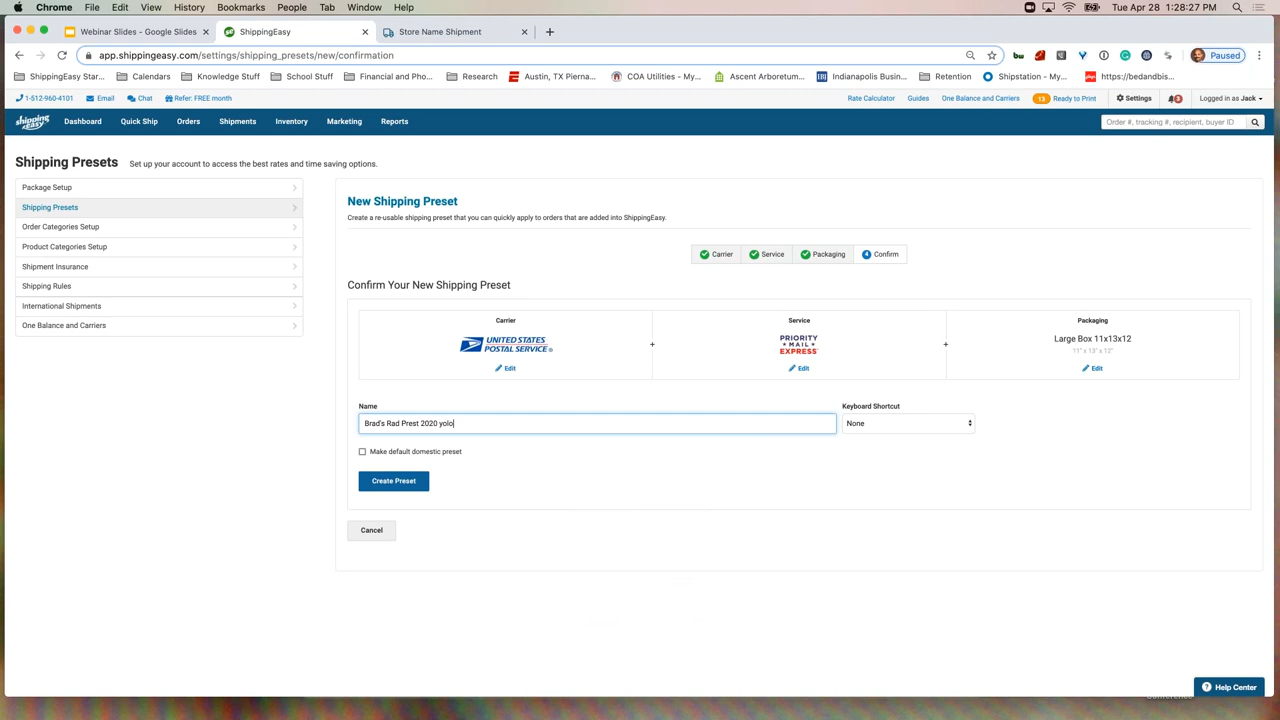 Chrome File Edit View History Bookmarks People Tab Window Help Tue Apr 28 1:28:27 PM
Webinar Slides - Google Slides ShippingEasy Store Name Shipment
app.shippingeasy.com/settings/shipping_presets/new/confirmation Paused
ShippingEasy Star... Calendars Knowledge Stuff School Stuff Financial and Pho... Research Austin, TX Pierna... COA Utilities - My... Ascent Arboretum... Indianapolis Busin... Retention Shipstation - My... https://bedandbis...
1-512-960-4101 Email Chat Refer: FREE month Rate Calculator Guides One Balance and Carriers 13 Ready to Print Settings 3 Logged in as Jack
shipping easy Dashboard Quick Ship Orders Shipments Inventory Marketing Reports Order #, tracking #, recipient, buyer ID
Shipping Presets Set up your account to access the best rates and time saving options.
Package Setup
Shipping Presets
Order Categories Setup
Product Categories Setup
Shipment Insurance
Shipping Rules
International Shipments
One Balance and Carriers
New Shipping Preset
Create a re-usable shipping preset that you can quickly apply to orders that are added into ShippingEasy.
Carrier Service Packaging 4 Confirm
Confirm Your New Shipping Preset
Carrier Service Packaging
UNITED STATES POSTAL SERVICE® + PRIORITY MAIL EXPRESS + Large Box 11x13x12
11" x 13" x 12"
Edit Edit Edit
Name Keyboard Shortcut
Brad's Rad Prest 2020 yolo None
Make default domestic preset
Create Preset
Cancel
Help Center